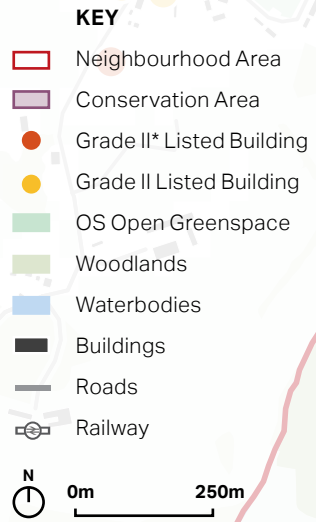 KEY
Neighbourhood Area
Conservation Area
Grade II* Listed Building
Grade II Listed Building
OS Open Greenspace
Woodlands
Waterbodies
Buildings
Roads
Railway
N
0m 250m